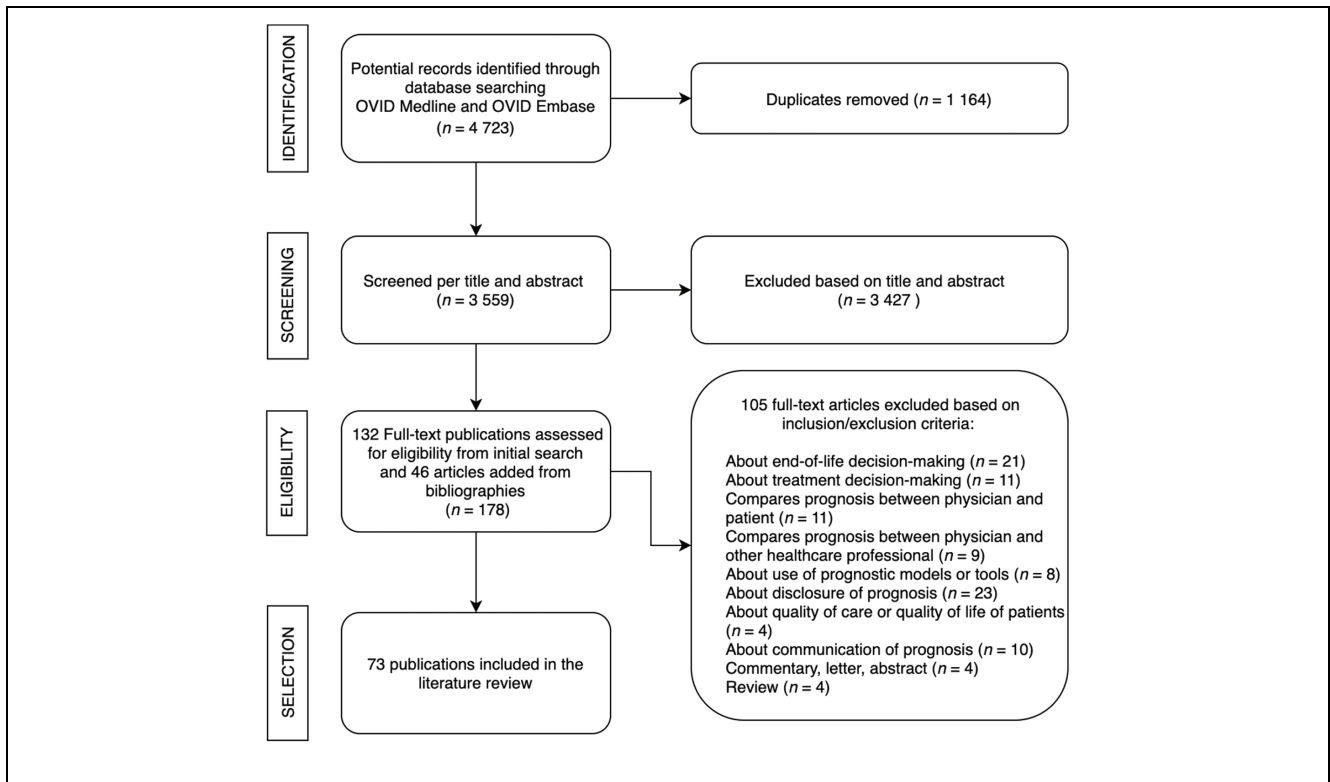 IDENTIFICATION
Potential records identified through
database searching
OVID Medline and OVID Embase
(n = 4 723)
Duplicates removed (n = 1 164)
SCREENING
Screened per title and abstract
(n = 3 559)
Excluded based on title and abstract
(n = 3 427 )
ELIGIBILITY
132 Full-text publications assessed
for eligibility from initial search
and 46 articles added from
bibliographies
(n = 178)
105 full-text articles excluded based on
inclusion/exclusion criteria:
About end-of-life decision-making (n = 21)
About treatment decision-making (n = 11)
Compares prognosis between physician and
patient (n = 11)
Compares prognosis between physician and
other healthcare professional (n = 9)
About use of prognostic models or tools (n = 8)
About disclosure of prognosis (n = 23)
About quality of care or quality of life of patients
(n = 4)
About communication of prognosis (n = 10)
Commentary, letter, abstract (n = 4)
Review (n = 4)
SELECTION
73 publications included in the
literature review